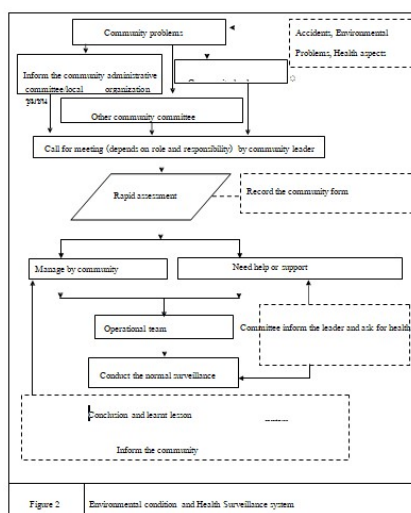 Community problems
Accidents, Environmental
Problems, Health aspects
Inform the community administrative
committee/local organization
Other community committee
Call for meeting (depends on role and responsibility) by community leader
Rapid assessment
Record the community form
Manage by community
Need help or support
Operational team
Committee inform the leader and ask for health
Conduct the normal surveillance
Conclusion and learnt lesson
Inform the community
Figure 2
Environmental condition and Health Surveillance system